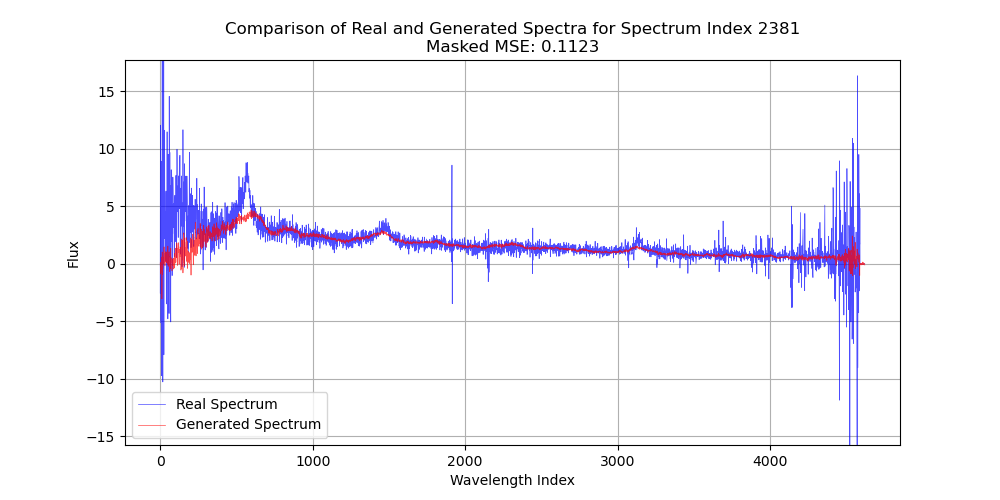 Comparison of Real and Generated Spectra for Spectrum Index 2381
Masked MSE: 0.1123
15
10
5
0
−5
−10
−15
Flux
Real Spectrum
Generated Spectrum
0
1000
2000
3000
4000
Wavelength Index